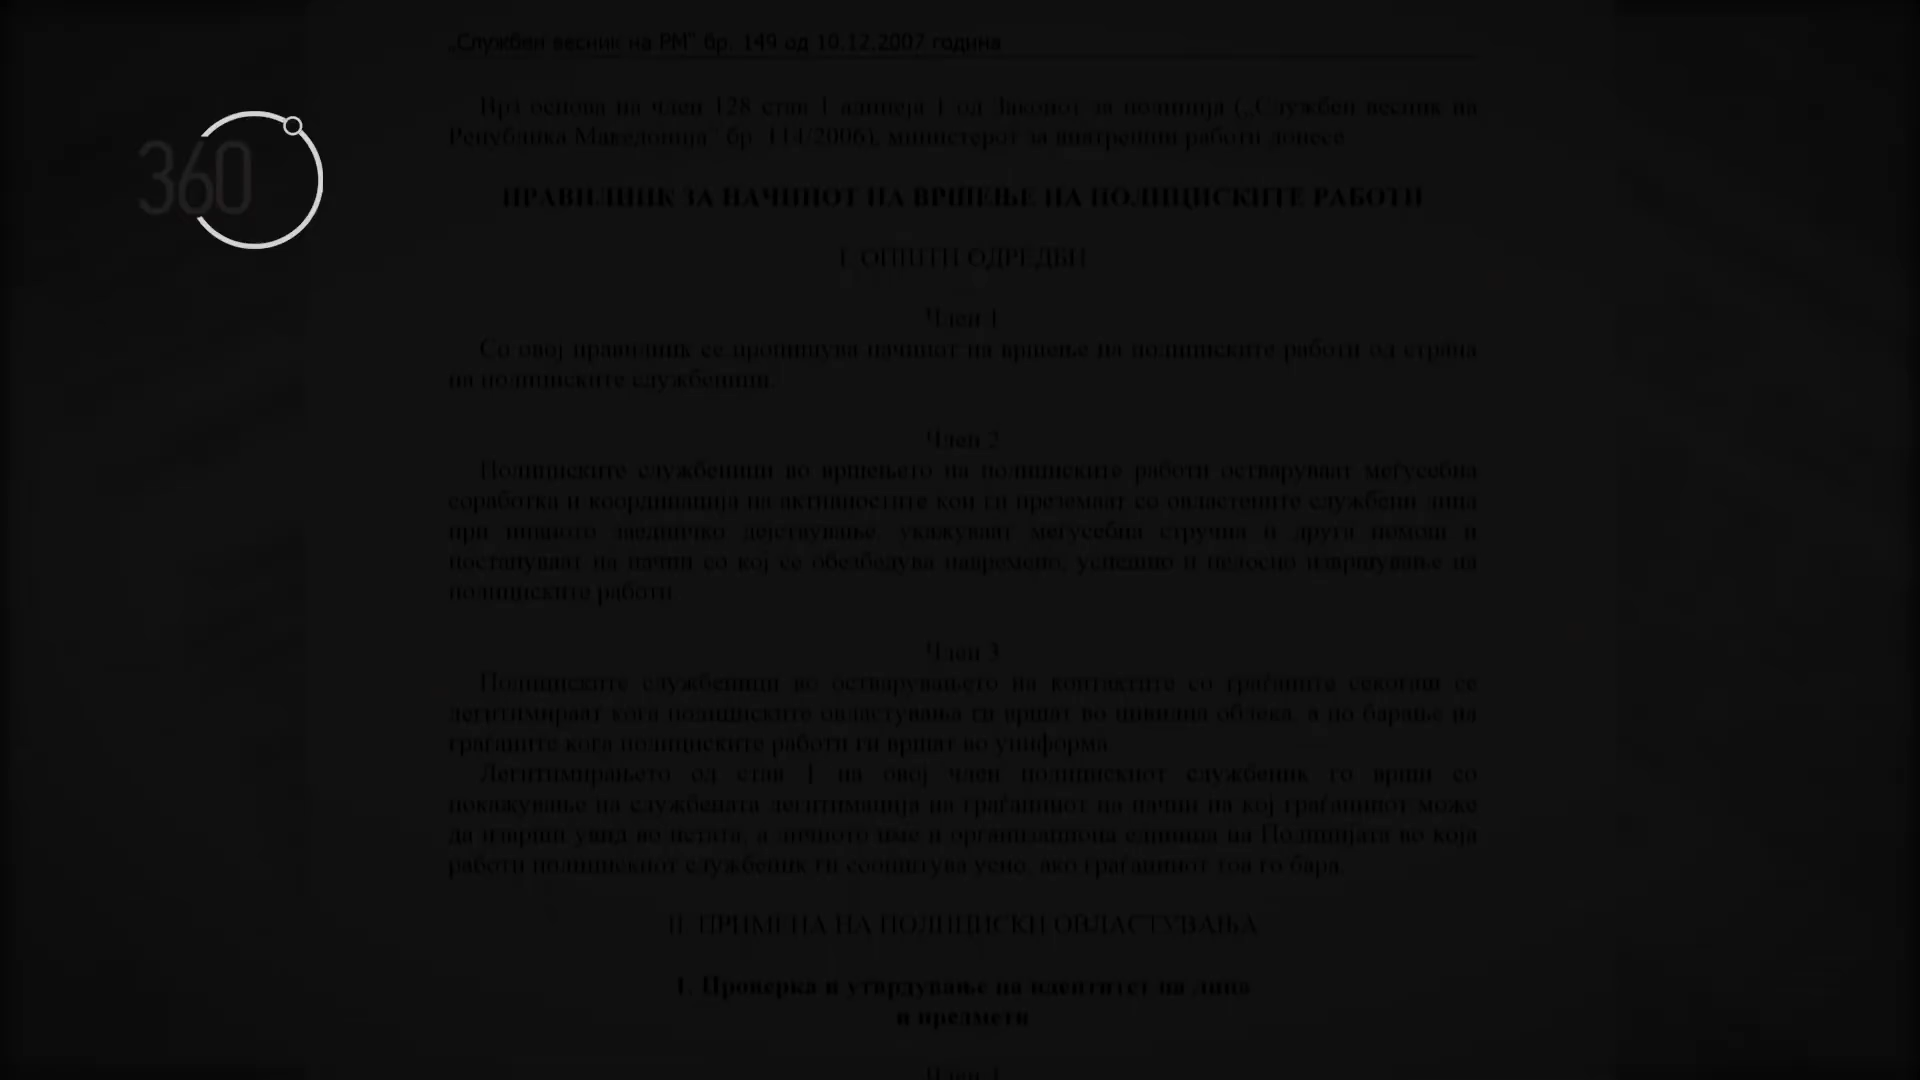 „Службен весник на РМ" бр. 149 од 10.12.2007 година
360
Врз основа на член 128 став 1 алинеја 1 од Законот за полиција („Службен весник на
Република Македонија" бр. 114/2006), министерот за внатрешни работи донесе
ПРАВИЛНИК ЗА НАЧИНОТ НА ВРШЕЊЕ НА ПОЛИЦИСКИТЕ РАБОТИ
I. ОПШТИ ОДРЕДБИ
Член 1
Со овој правилник се пропишува начинот на вршење на полициските работи од страна
на полициските службеници.
Член 2
Полициските службеници во вршењето на полициските работи остваруваат меѓусебна
соработка и координација на активностите кои ги преземаат со овластените службени лица
при нивното заедничко дејствување, укажуваат меѓусебна стручна и друга помош и
постапуваат на начин со кој се обезбедува навремено, успешно и целосно извршување на
полициските работи.
Член 3
Полициските службеници во остварувањето на контактите со граѓаните секогаш се
легитимираат кога полициските овластувања ги вршат во цивилна облека, а по барање на
граѓаните кога полициските работи ги вршат во униформа.
Легитимирањето од став 1 на овој член полицискиот службеник го врши со
покажување на службената легитимација на граѓанинот на начин на кој граѓанинот може
да изврши увид во истата, а личното име и организациона единица на Полицијата во која
работи полицискиот службеник ги соопштува усно, ако граѓанинот тоа го бара.
II. ПРИМЕНА НА ПОЛИЦИСКИ ОВЛАСТУВАЊА
1. Проверка и утврдување на идентитет на лица
и предмети
Член 4